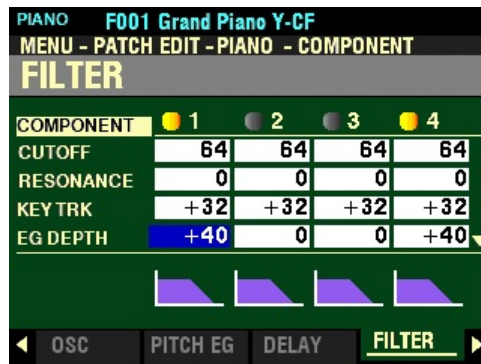 PIANO F001 Grand Piano Y-CF
MENU - PATCH EDIT - PIANO - COMPONENT
FILTER
COMPONENT 1 2 3 4
CUTOFF 64 64 64 64
RESONANCE 0 0 0 0
KEY TRK +32 +32 +32 +32
EG DEPTH +40 0 0 +40
OSC PITCH EG DELAY FILTER